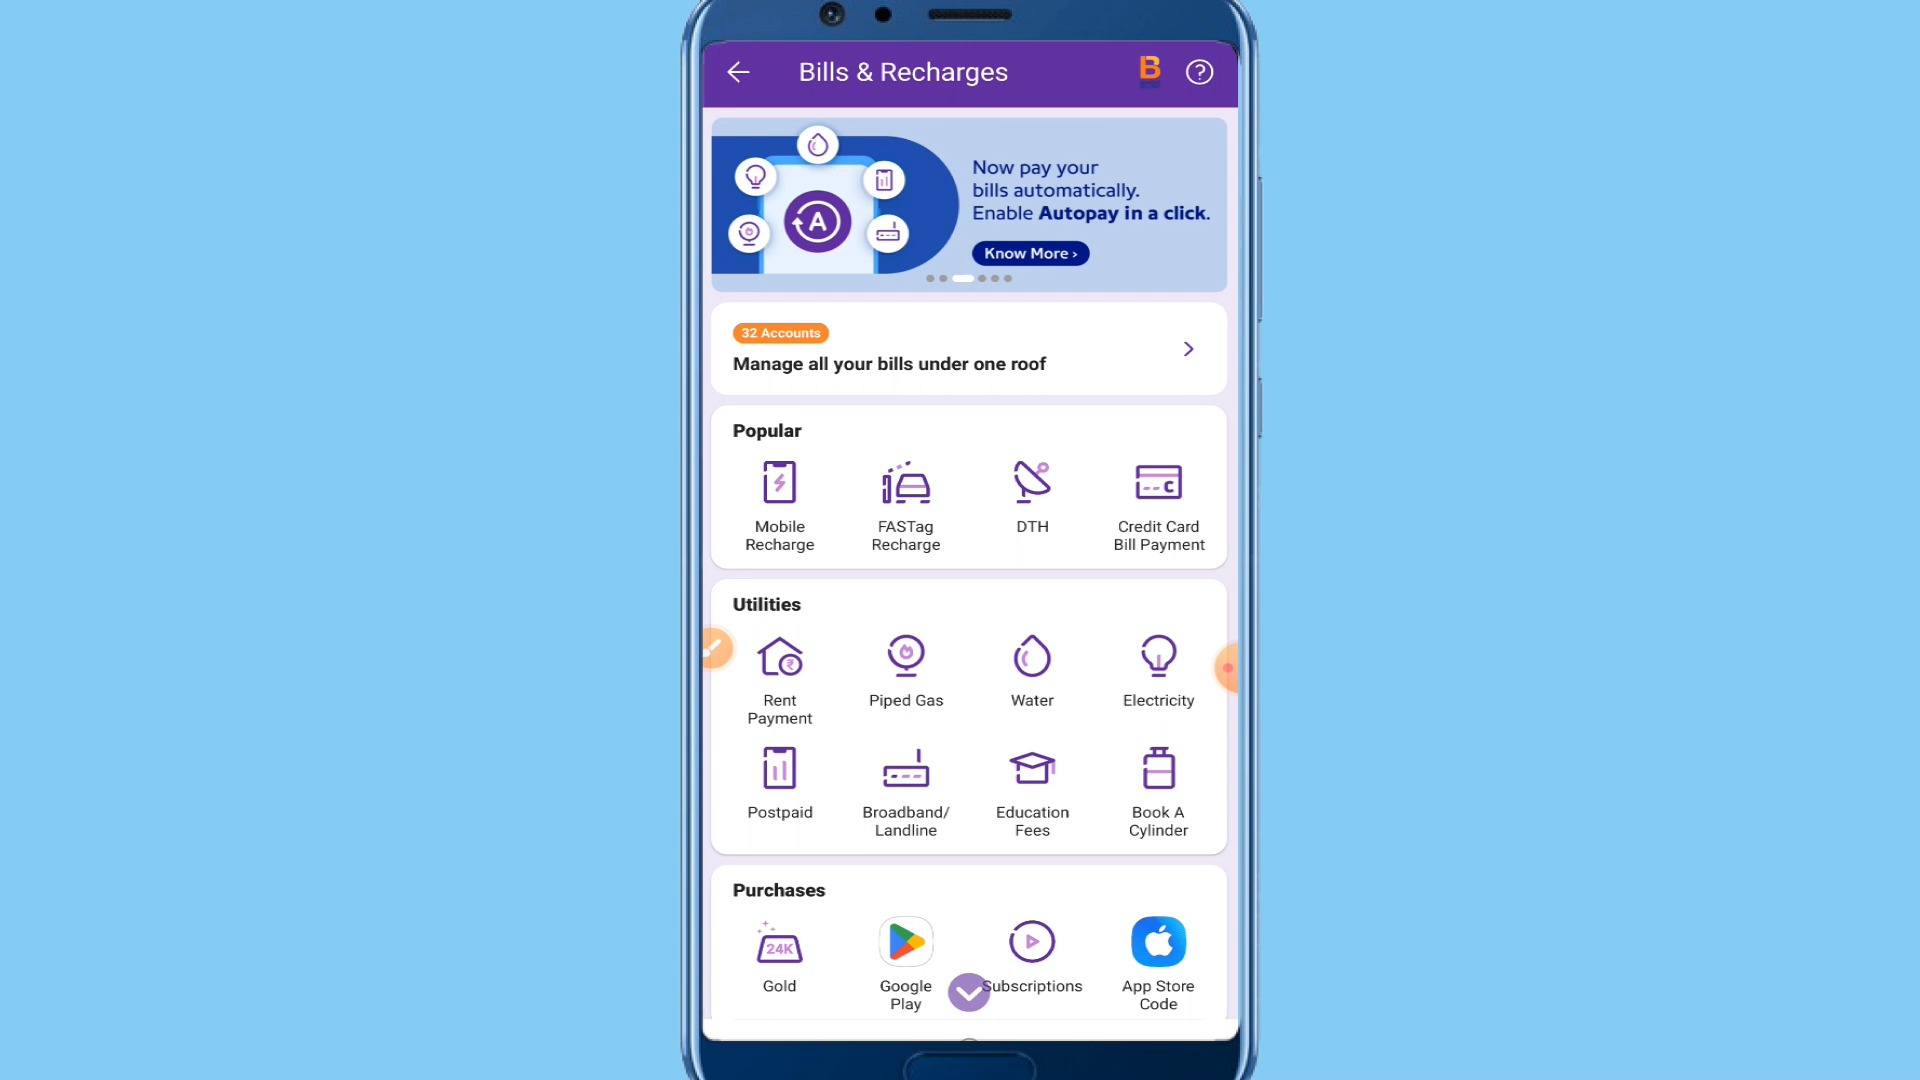 Bills & Recharges
B
?
Now pay your
bills automatically.
Enable Autopay in a click.
A
Know More ›
32 Accounts
Manage all your bills under one roof
Popular
C
Mobile
Recharge
FASTag
Recharge
DTH
Credit Card
Bill Payment
Utilities
₹
Rent
Payment
Piped Gas
Water
Electricity
Postpaid
Broadband/
Landline
Education
Fees
Book A
Cylinder
Purchases
24K
Gold
Google
Play
Subscriptions
App Store
Code